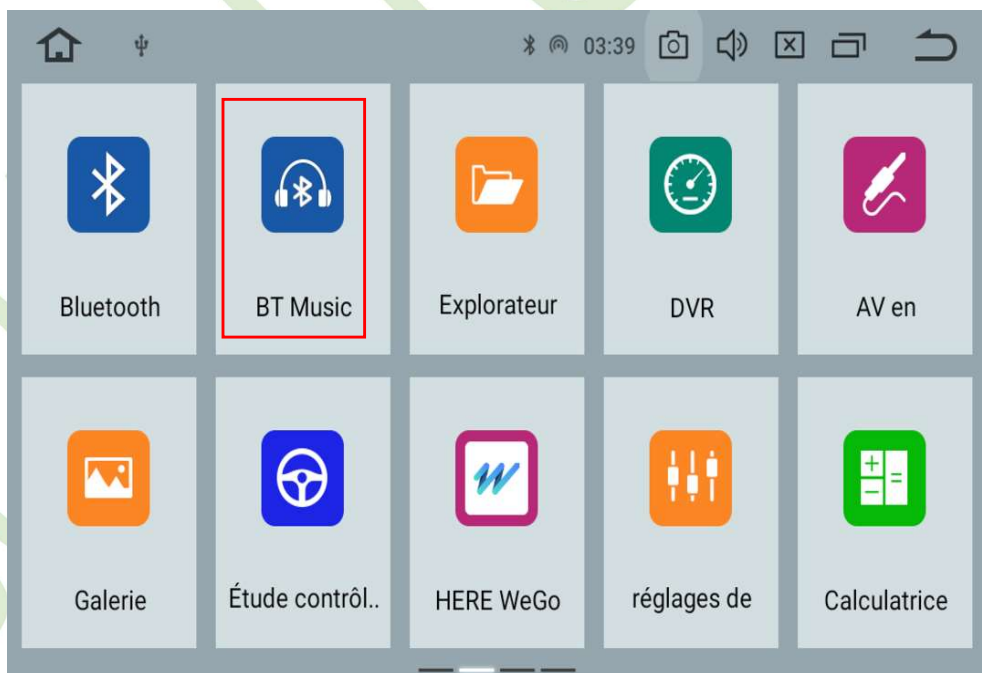 03:39
Bluetooth
BT Music
Explorateur
DVR
AV en
Galerie
Étude contrôl..
HERE WeGo
réglages de
Calculatrice